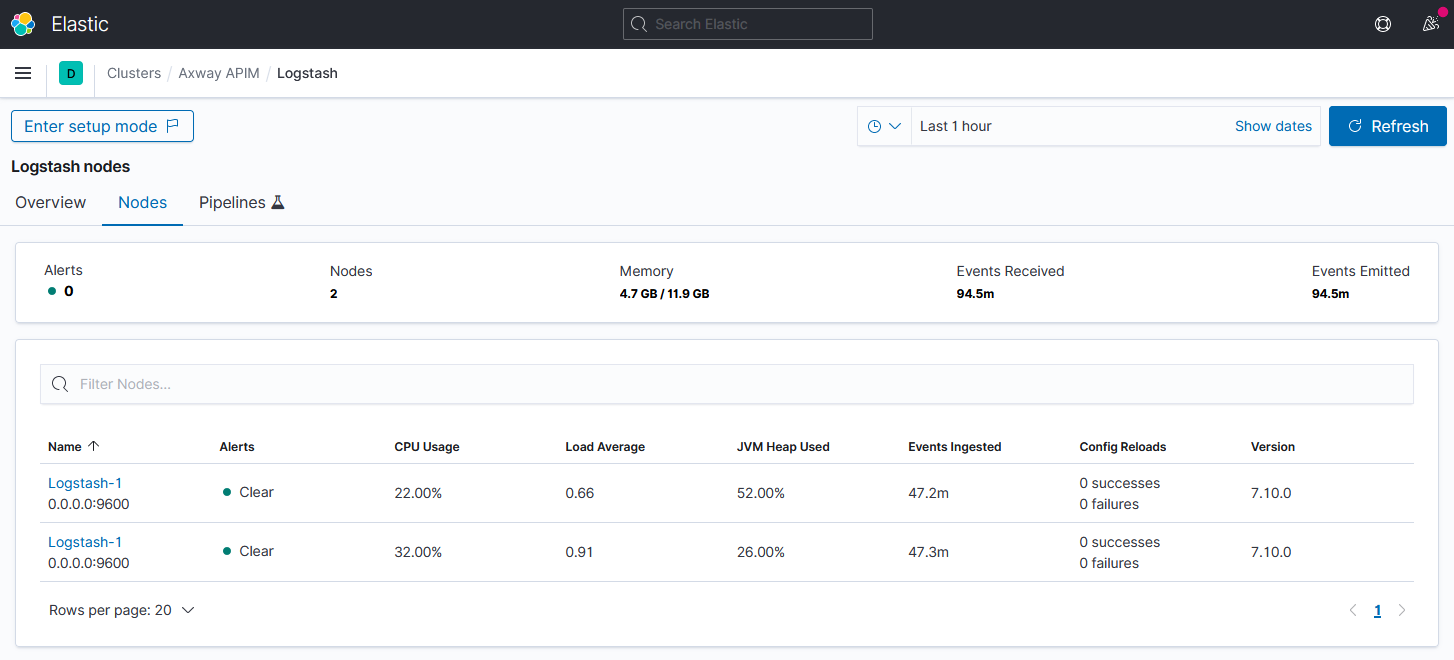 Elastic
Search Elastic
D
Clusters / Axway APIM / Logstash
Enter setup mode
Last 1 hour
Show dates
Refresh
Logstash nodes
Overview Nodes Pipelines
Alerts Nodes Memory Events Received Events Emitted
0 2 4.7 GB / 11.9 GB 94.5m 94.5m
Filter Nodes...
Name Alerts CPU Usage Load Average JVM Heap Used Events Ingested Config Reloads Version
Logstash-1 Clear 22.00% 0.66 52.00% 47.2m 0 successes 7.10.0
0.0.0.0:9600 0 failures
Logstash-1 Clear 32.00% 0.91 26.00% 47.3m 0 successes 7.10.0
0.0.0.0:9600 0 failures
Rows per page: 20
1